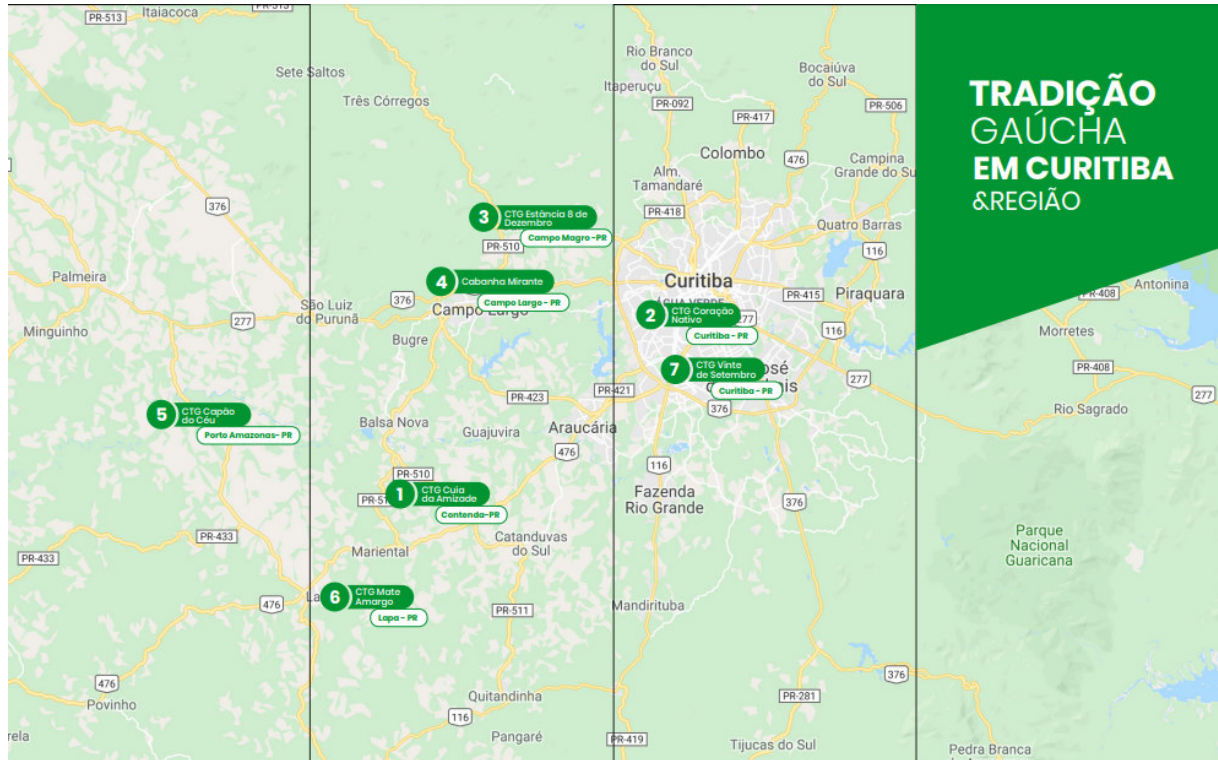 PR-513
Itaiacoca
PR-513
TRADIÇÃO
GAÚCHA
EM CURITIBA
&REGIÃO
Sete Saltos
Três Córregos
Rio Branco
do Sul
Itaperuçu
PR-092
Bocaiúva
do Sul
PR-506
PR-417
Colombo
476
Campina
Grande do Su
Alm.
Tamandaré
376
PR-418
Quatro Barras
116
3
CTG Estância 8 de
Dezembro
Campo Magro -PR
PR-510
Palmeira
4
Cabanha Mirante
Campo Largo - PR
Campo Largo
376
São Luiz
do Purunã
277
Minguinho
Bugre
Curitiba
ÁGUA VERDE
PR-415
Piraquara
2
CTG Coração
Nativo
277
Curitiba - PR
116
7
CTG Vinte
de Setembro
Curitiba - PR
277
376
PR-408
Antonina
Morretes
PR-408
277
Rio Sagrado
PR-421
PR-423
5
CTG Capão
do Céu
Porto Amazonas- PR
Balsa Nova
Guajuvira
Araucária
476
PR-510
1
CTG Cuia
da Amizade
Contenda-PR
116
Fazenda
Rio Grande
376
Parque
Nacional
Guaricana
PR-433
PR-433
Mariental
Catanduvas
do Sul
476
6
CTG Mate
Amargo
Lapa - PR
PR-511
Mandirituba
476
Povinho
Quitandinha
116
Pangaré
PR-281
376
PR-419
Tijucas do Sul
Pedra Branca